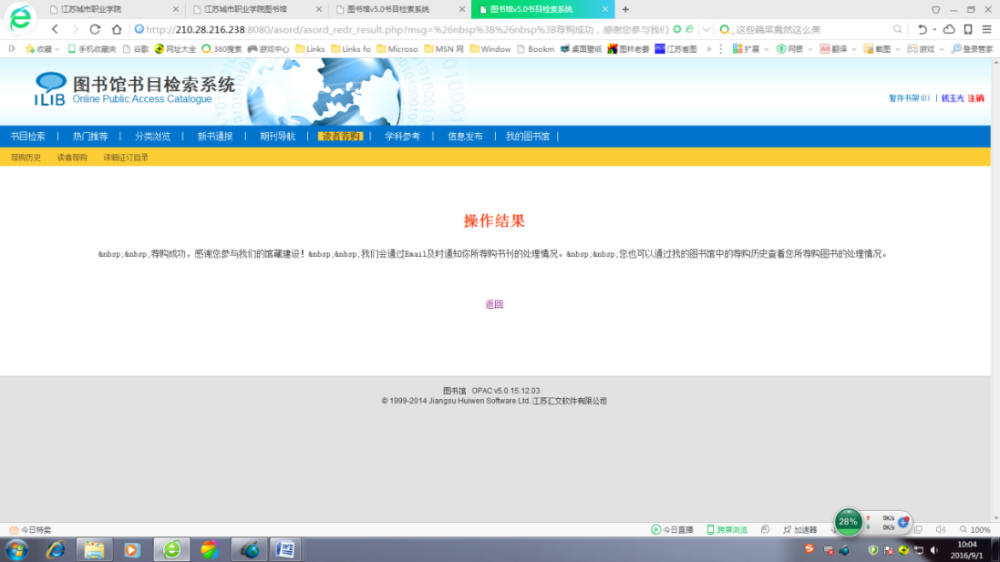 江苏城市职业学院
江苏城市职业学院图书馆
图书馆v5.0书目检索系统
图书馆v5.0书目检索系统
http://210.28.216.238:8080/asord/asord_redr_result.php?msg=%26nbsp%3B%26nbsp%3B荐购成功，感谢您参与我们
这些蔬菜竟然这么美
收藏 手机收藏夹 谷歌 网址大全 360搜索 游戏中心 Links Links fo Microso MSN 网 Window Bookm 桌面壁纸 图林老姜 江苏省图 » 扩展 网银 翻译 截图 游戏 登录管家
ILIB
图书馆书目检索系统
Online Public Access Catalogue
暂存书架(0) | 钱玉光 注销
书目检索 | 热门推荐 | 分类浏览 | 新书通报 | 期刊导航 | 读者荐购 | 学科参考 | 信息发布 | 我的图书馆 |
荐购历史 读者荐购 详细征订目录
操作结果
&nbsp;&nbsp;荐购成功，感谢您参与我们的馆藏建设！&nbsp;&nbsp;我们会通过Email及时通知你所荐购书刊的处理情况。&nbsp;&nbsp;您也可以通过我的图书馆中的荐购历史查看您所荐购图书的处理情况。
返回
图书馆 OPAC v5.0.15.12.03
© 1999-2014 Jiangsu Huiwen Software Ltd. 江苏汇文软件有限公司
今日特卖
今日直播 跨屏浏览 加速器
28%
0K/s
0K/s
100%
10:04
2016/9/1